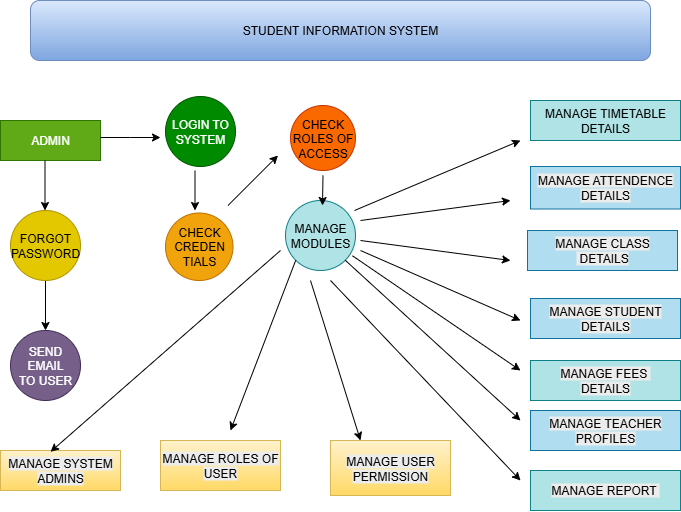 STUDENT INFORMATION SYSTEM
ADMIN
LOGIN TO
SYSTEM
CHECK
ROLES OF
ACCESS
MANAGE TIMETABLE
DETAILS
MANAGE ATTENDENCE
DETAILS
FORGOT
PASSWORD
CHECK
CREDEN
TIALS
MANAGE
MODULES
MANAGE CLASS
DETAILS
MANAGE STUDENT
DETAILS
SEND
EMAIL
TO USER
MANAGE FEES
DETAILS
MANAGE TEACHER
PROFILES
MANAGE SYSTEM
ADMINS
MANAGE ROLES OF
USER
MANAGE USER
PERMISSION
MANAGE REPORT